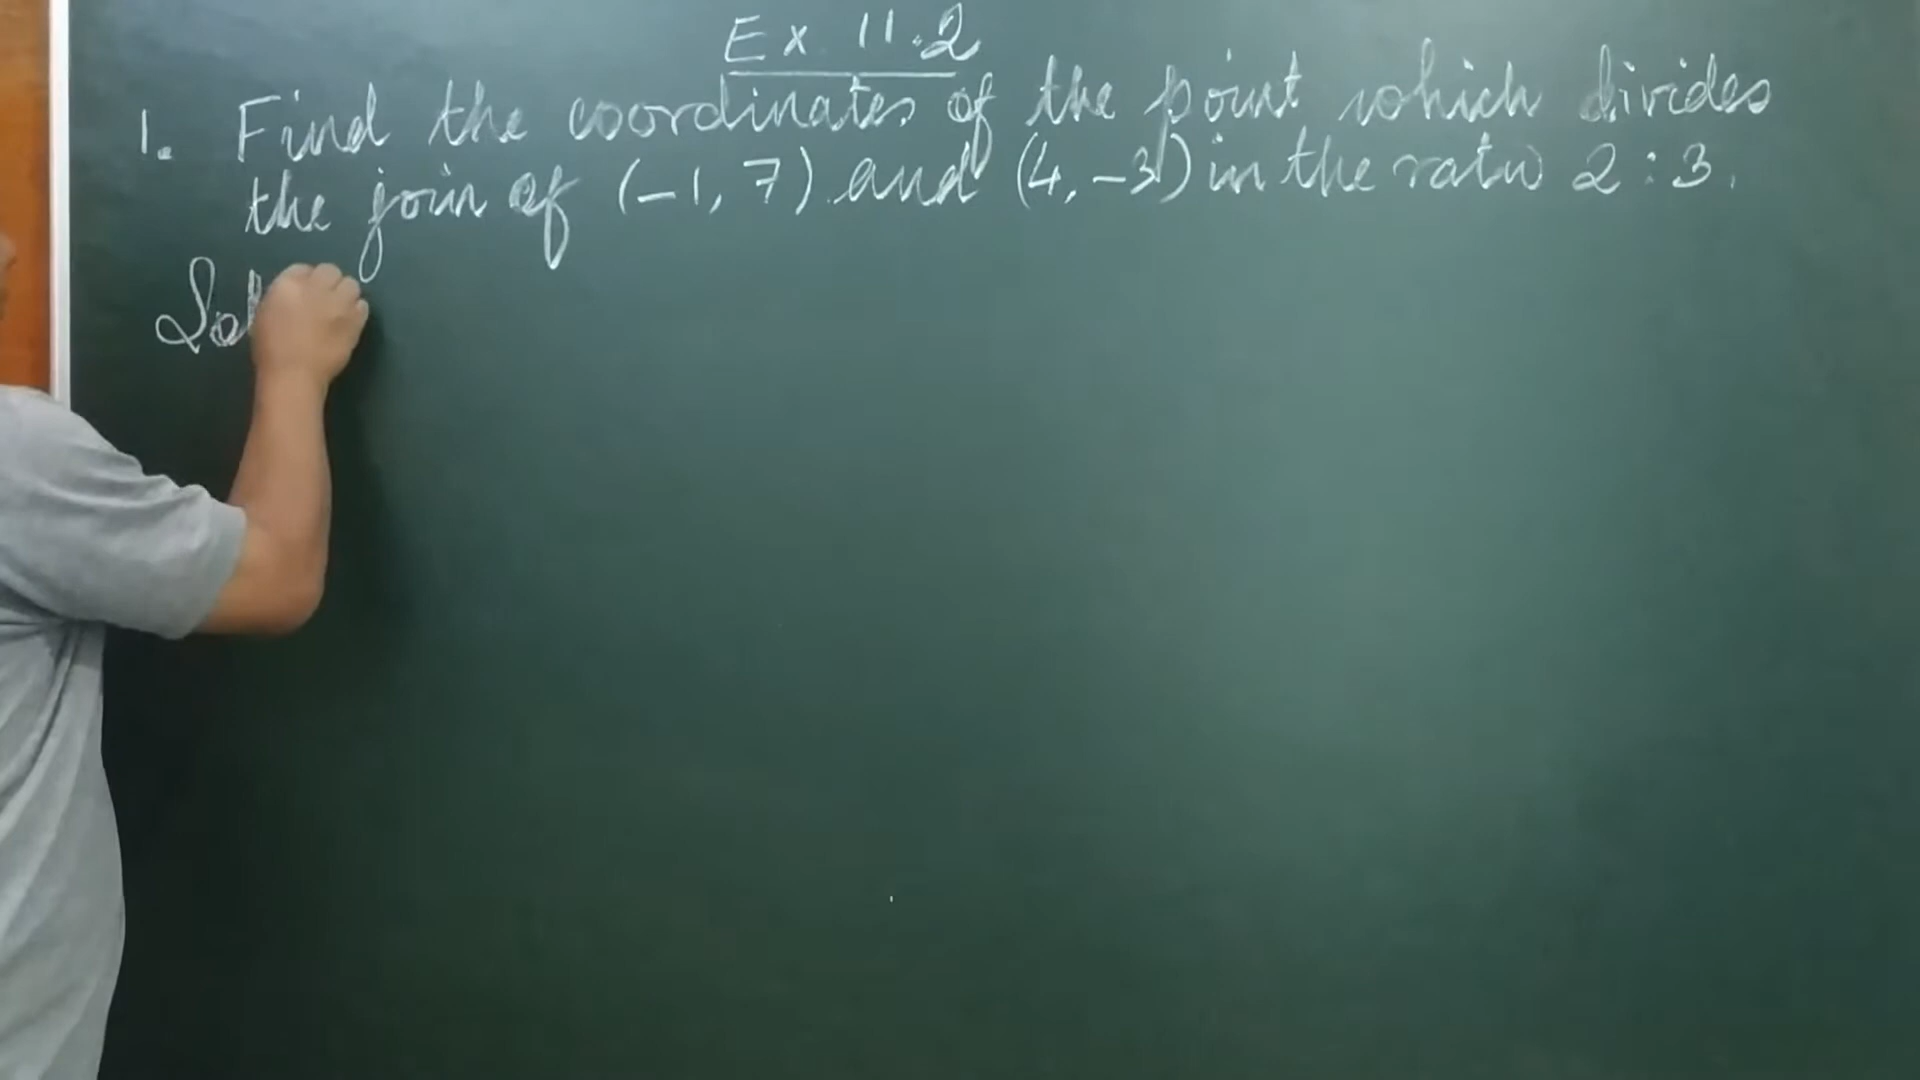 Ex 11.2
1. Find the coordinates of the point which divides
the join of (-1, 7) and (4, -3) in the ratio 2 : 3.
Sol